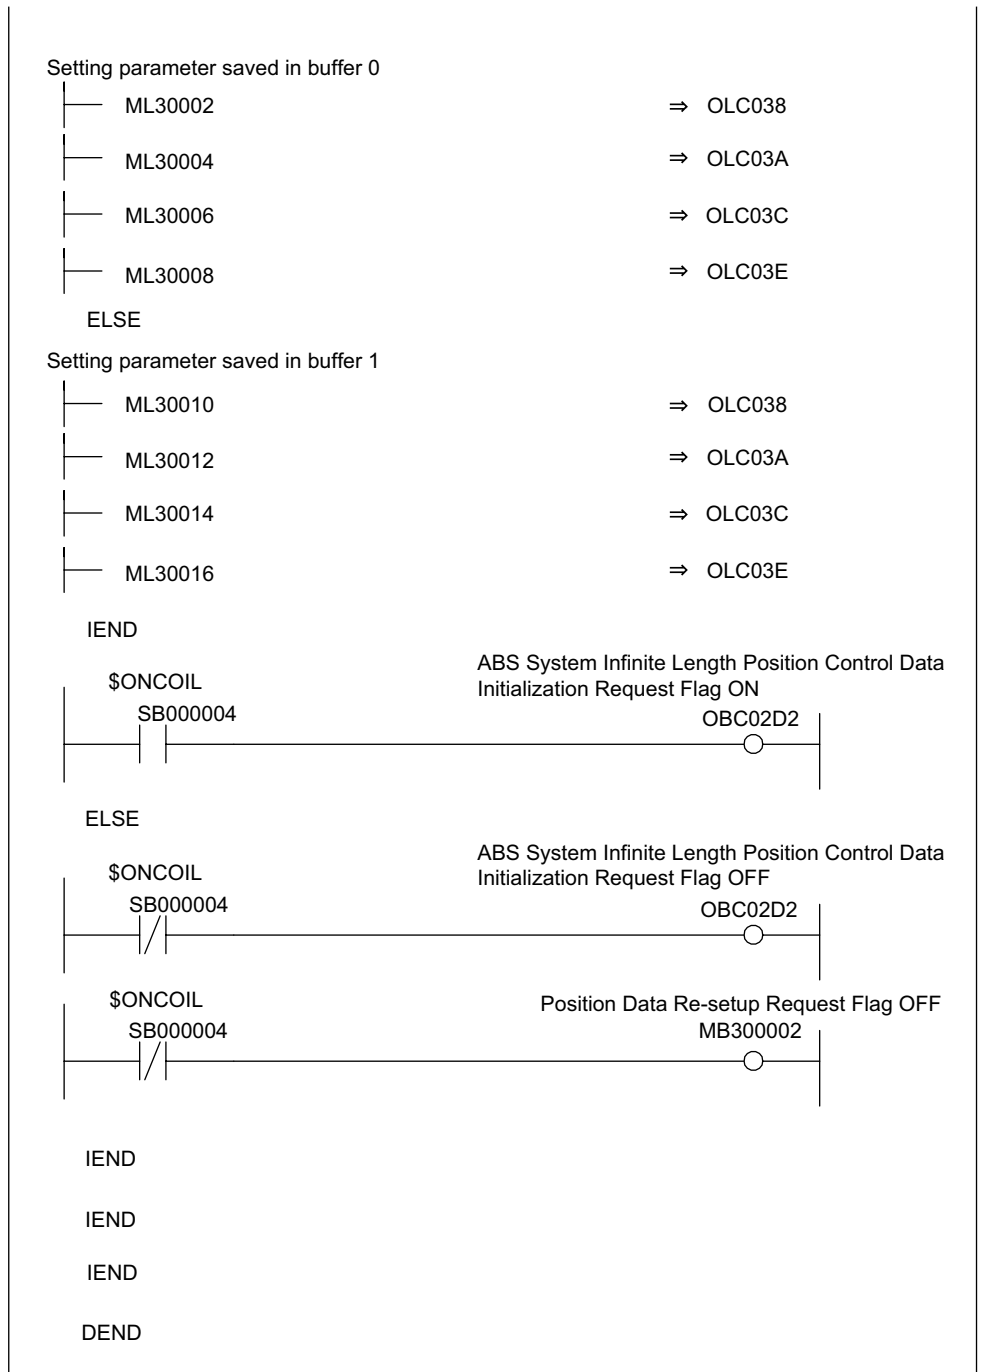 Setting parameter saved in buffer 0
ML30002 ⇒ OLC038
ML30004 ⇒ OLC03A
ML30006 ⇒ OLC03C
ML30008 ⇒ OLC03E
ELSE
Setting parameter saved in buffer 1
ML30010 ⇒ OLC038
ML30012 ⇒ OLC03A
ML30014 ⇒ OLC03C
ML30016 ⇒ OLC03E
IEND
ABS System Infinite Length Position Control Data
Initialization Request Flag ON
$ONCOIL
SB000004 OBC02D2
ELSE
ABS System Infinite Length Position Control Data
Initialization Request Flag OFF
$ONCOIL
SB000004 OBC02D2
$ONCOIL Position Data Re-setup Request Flag OFF
SB000004 MB300002
IEND
IEND
IEND
DEND